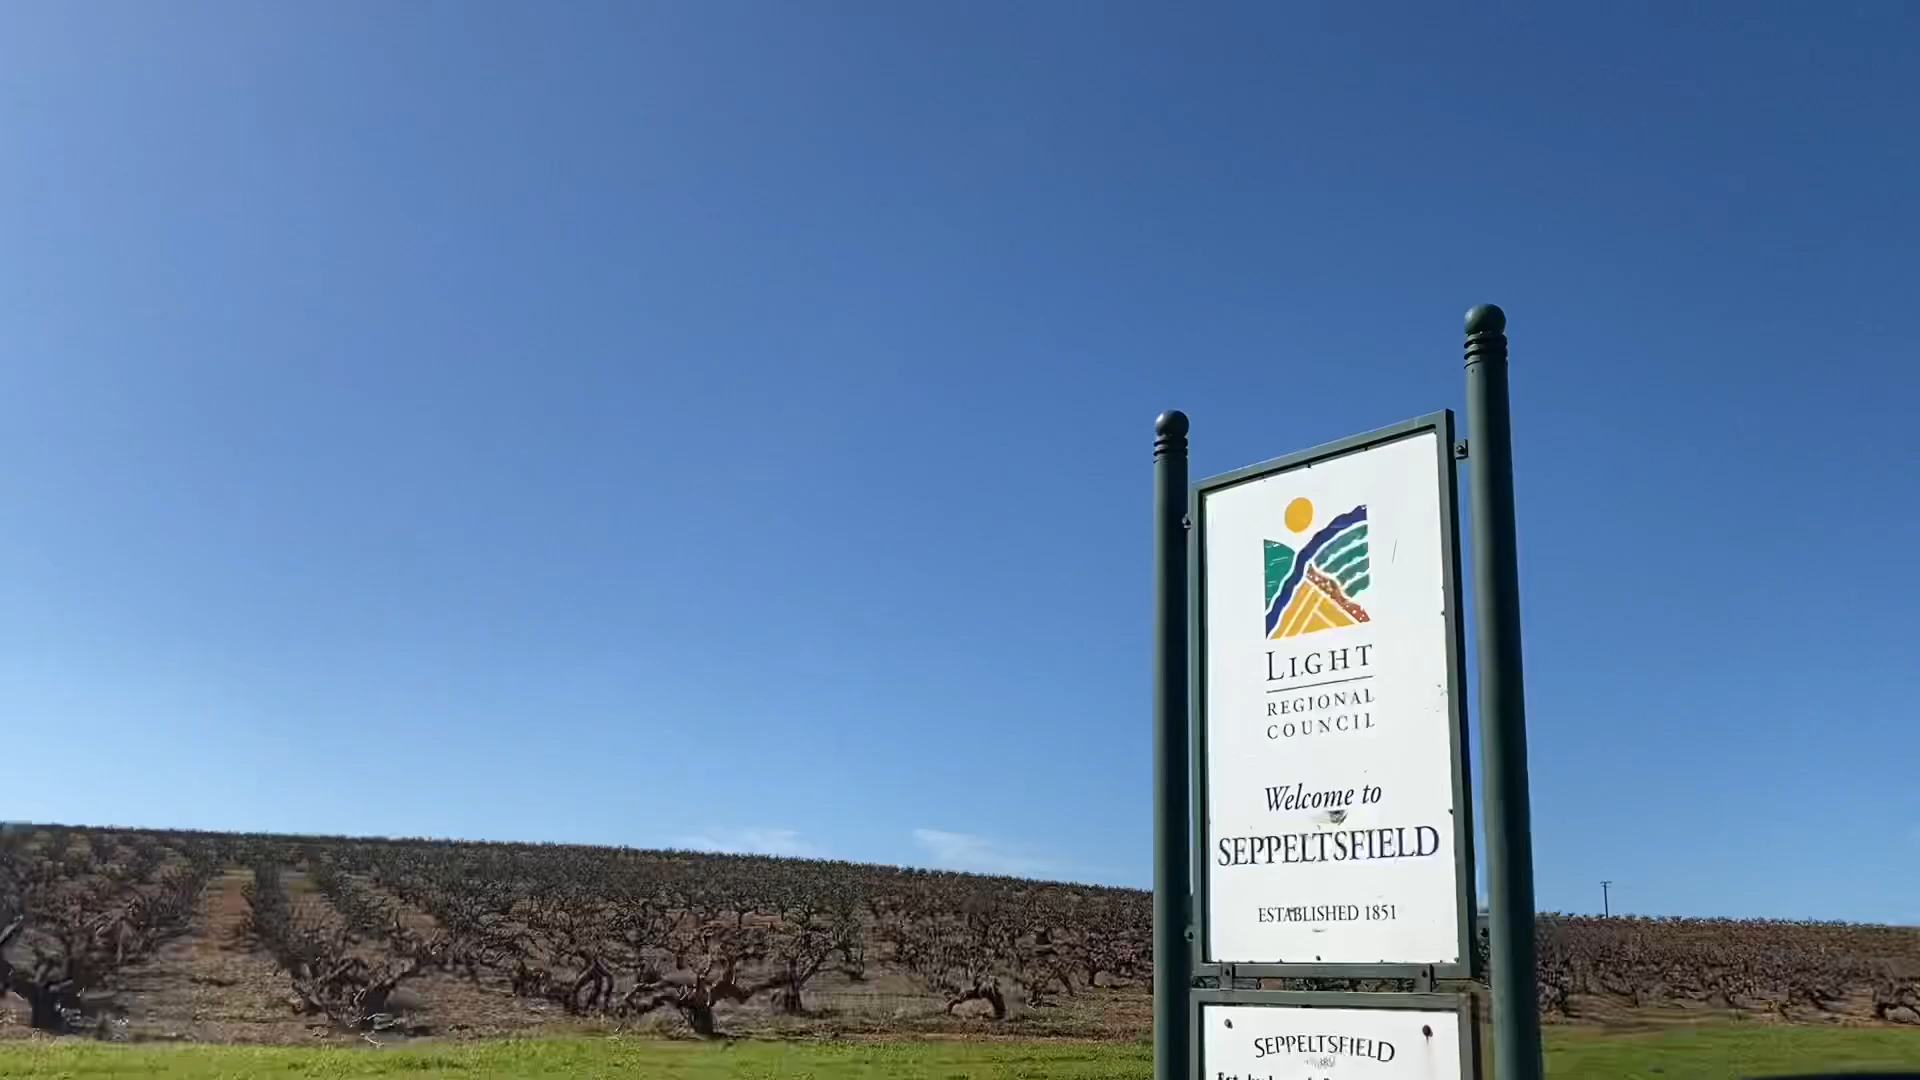 LIGHT
REGIONAL
COUNCIL
Welcome to
SEPPELTSFIELD
ESTABLISHED 1851
SEPPELTSFIELD